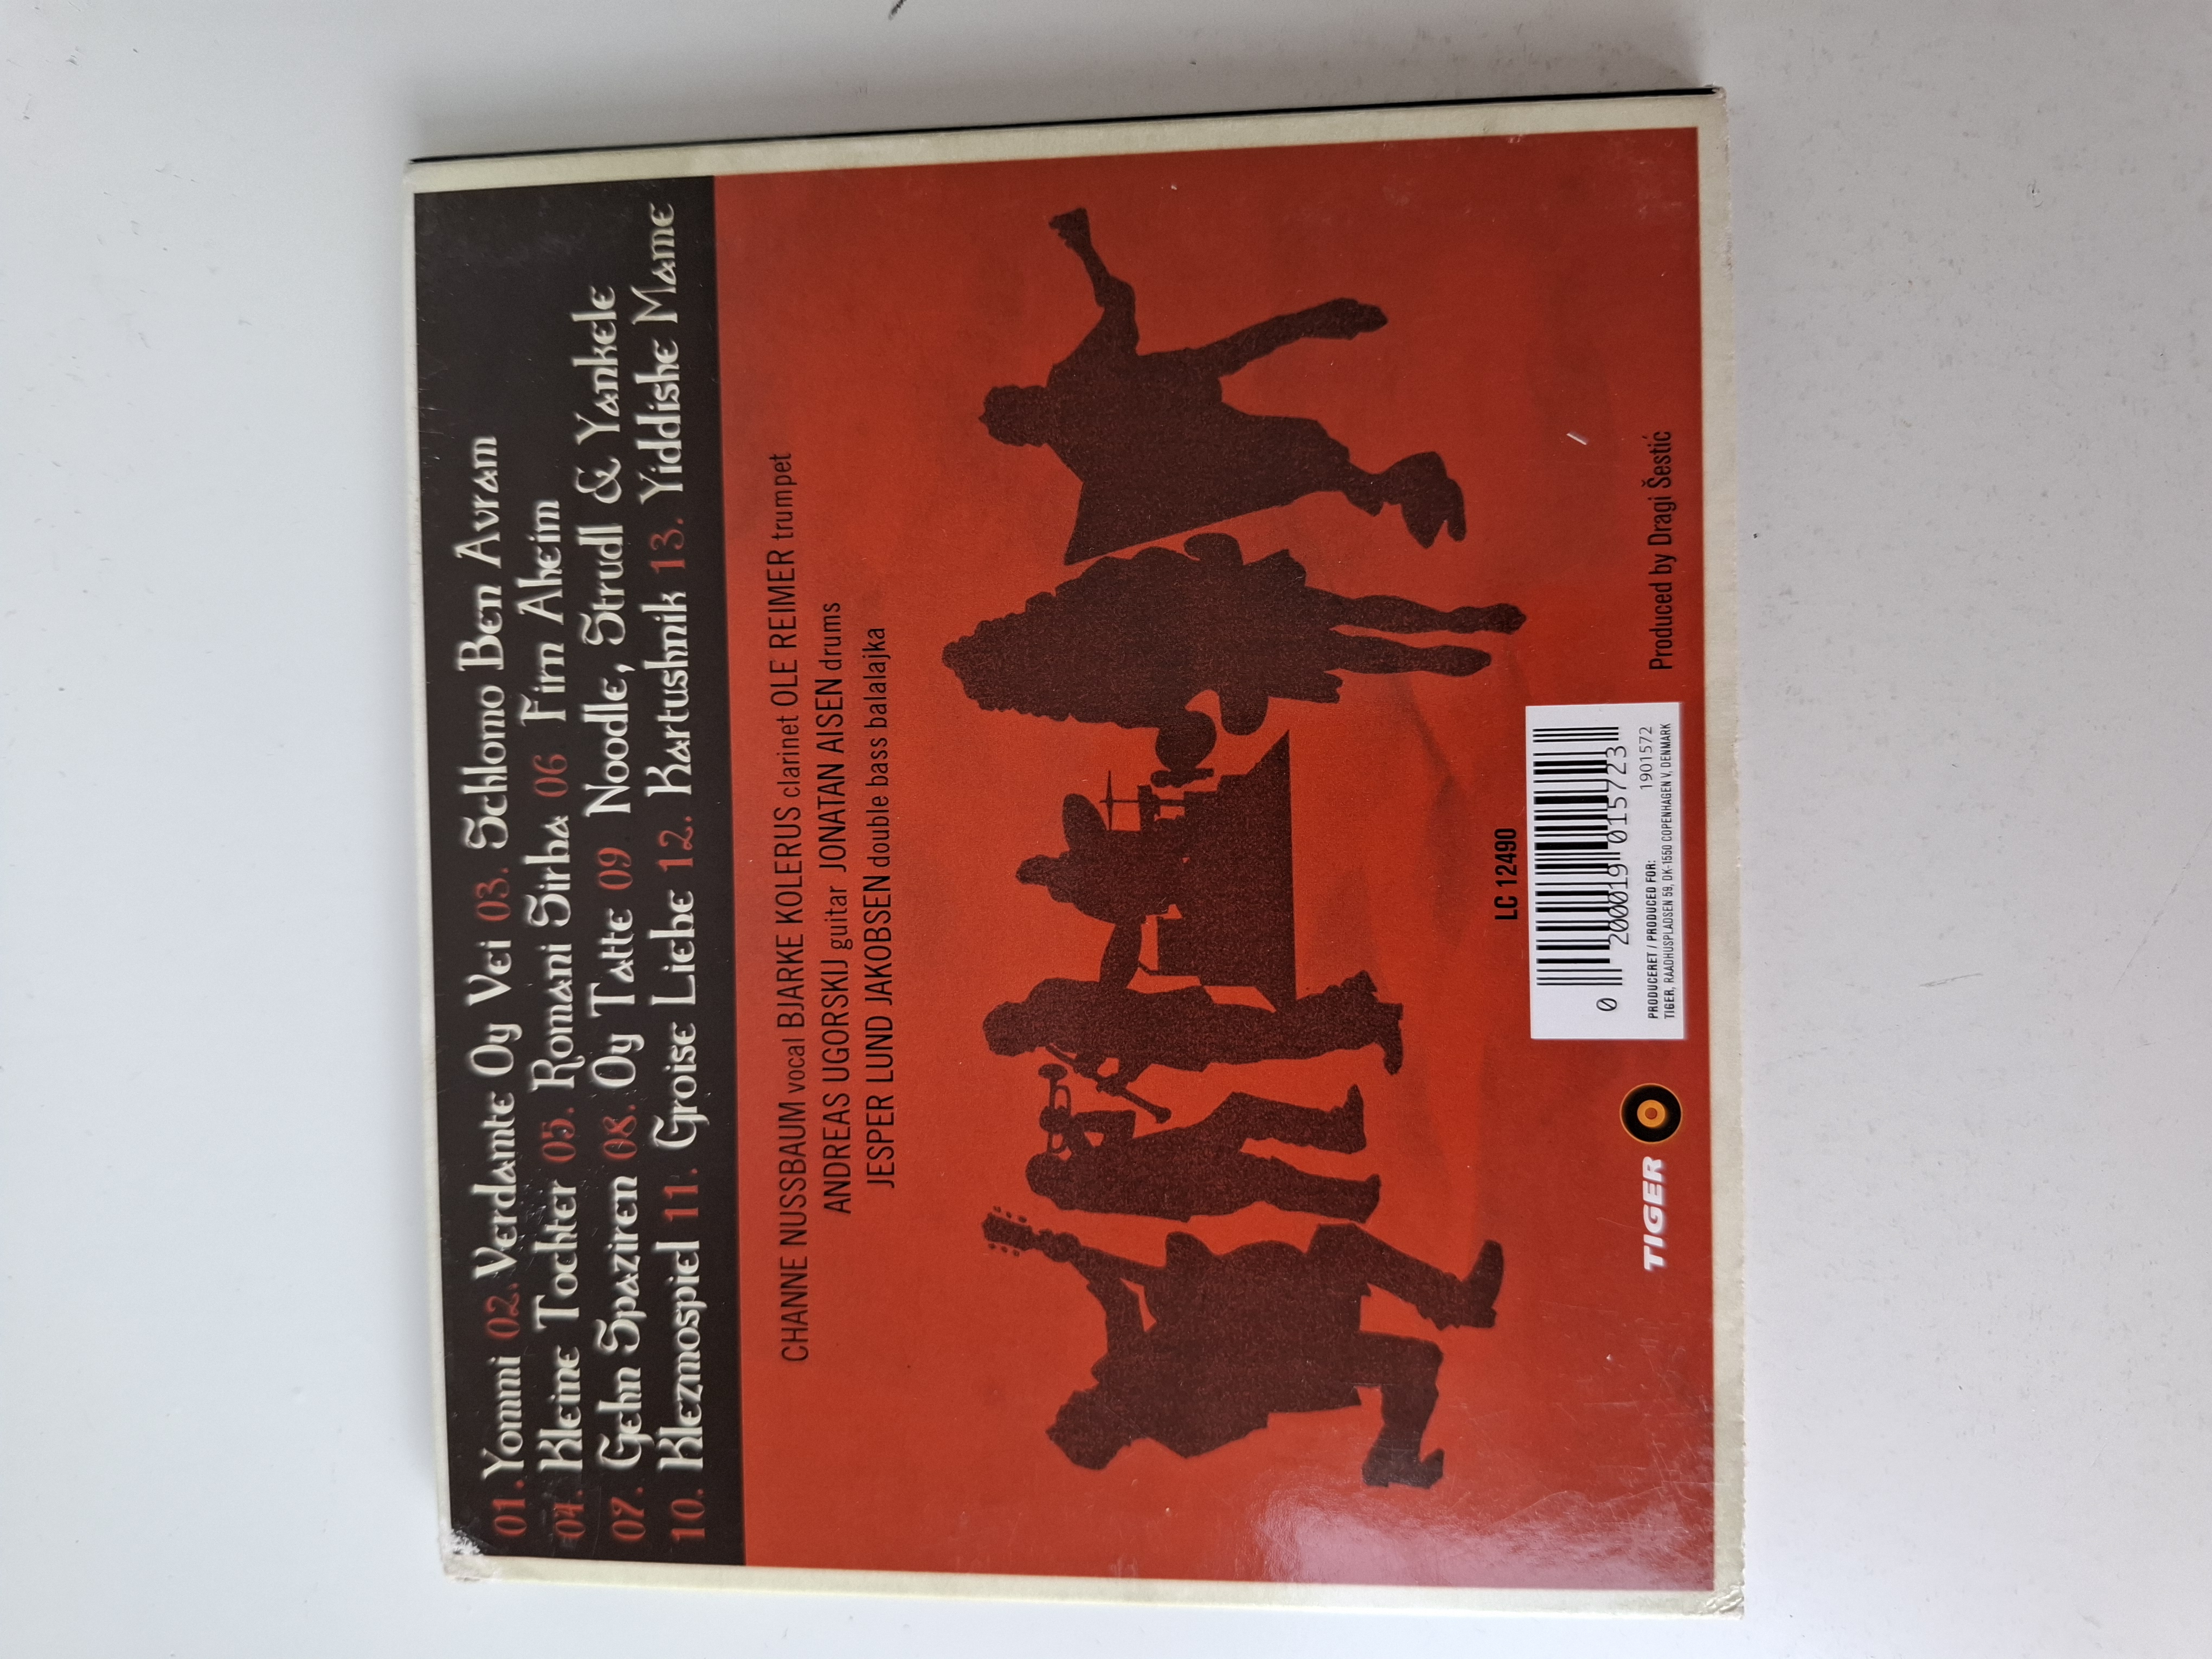 01. Yommi 02. Verdamte Oy Vei 03. Schlomo Ben Avram
04. Kleine Tochter 05. Romani Sirba 06 Firn Aheim
07. Gehn Spaziren 08. Oy Tatte 09 Noodle, Strudl & Yankele
10. Klezmospiel 11. Groise Liebe 12. Kartushnik 13. Yiddishe Mame
CHANNE NUSSBAUM vocal BJARKE KOLERUS clarinet OLE REIMER trumpet
ANDREAS UGORSKIJ guitar JONATAN AISEN drums
JESPER LUND JAKOBSEN double bass balalajka
LC 12490
0 200019 015723
1901572
PRODUCERET / PRODUCED FOR:
TIGER, RAADHUSPLADSEN 59, DK-1550 COPENHAGEN V, DENMARK
TIGER
Produced by Dragi Šestić